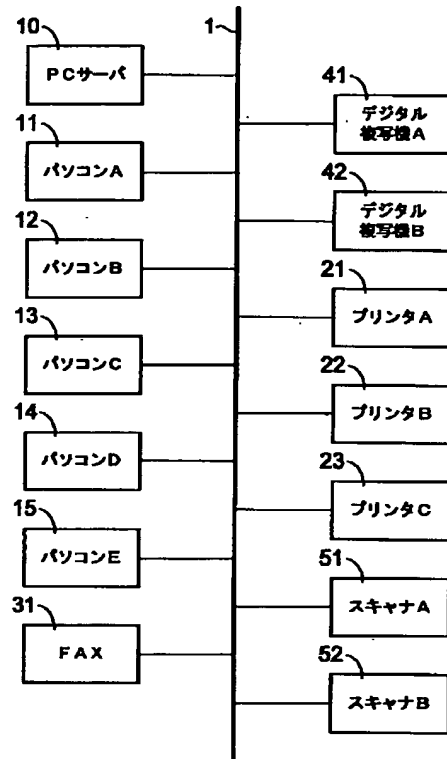 1
10
PCサーバ
11
パソコンA
12
パソコンB
13
パソコンC
14
パソコンD
15
パソコンE
31
FAX
41
デジタル
複写機A
42
デジタル
複写機B
21
プリンタA
22
プリンタB
23
プリンタC
51
スキャナA
52
スキャナB